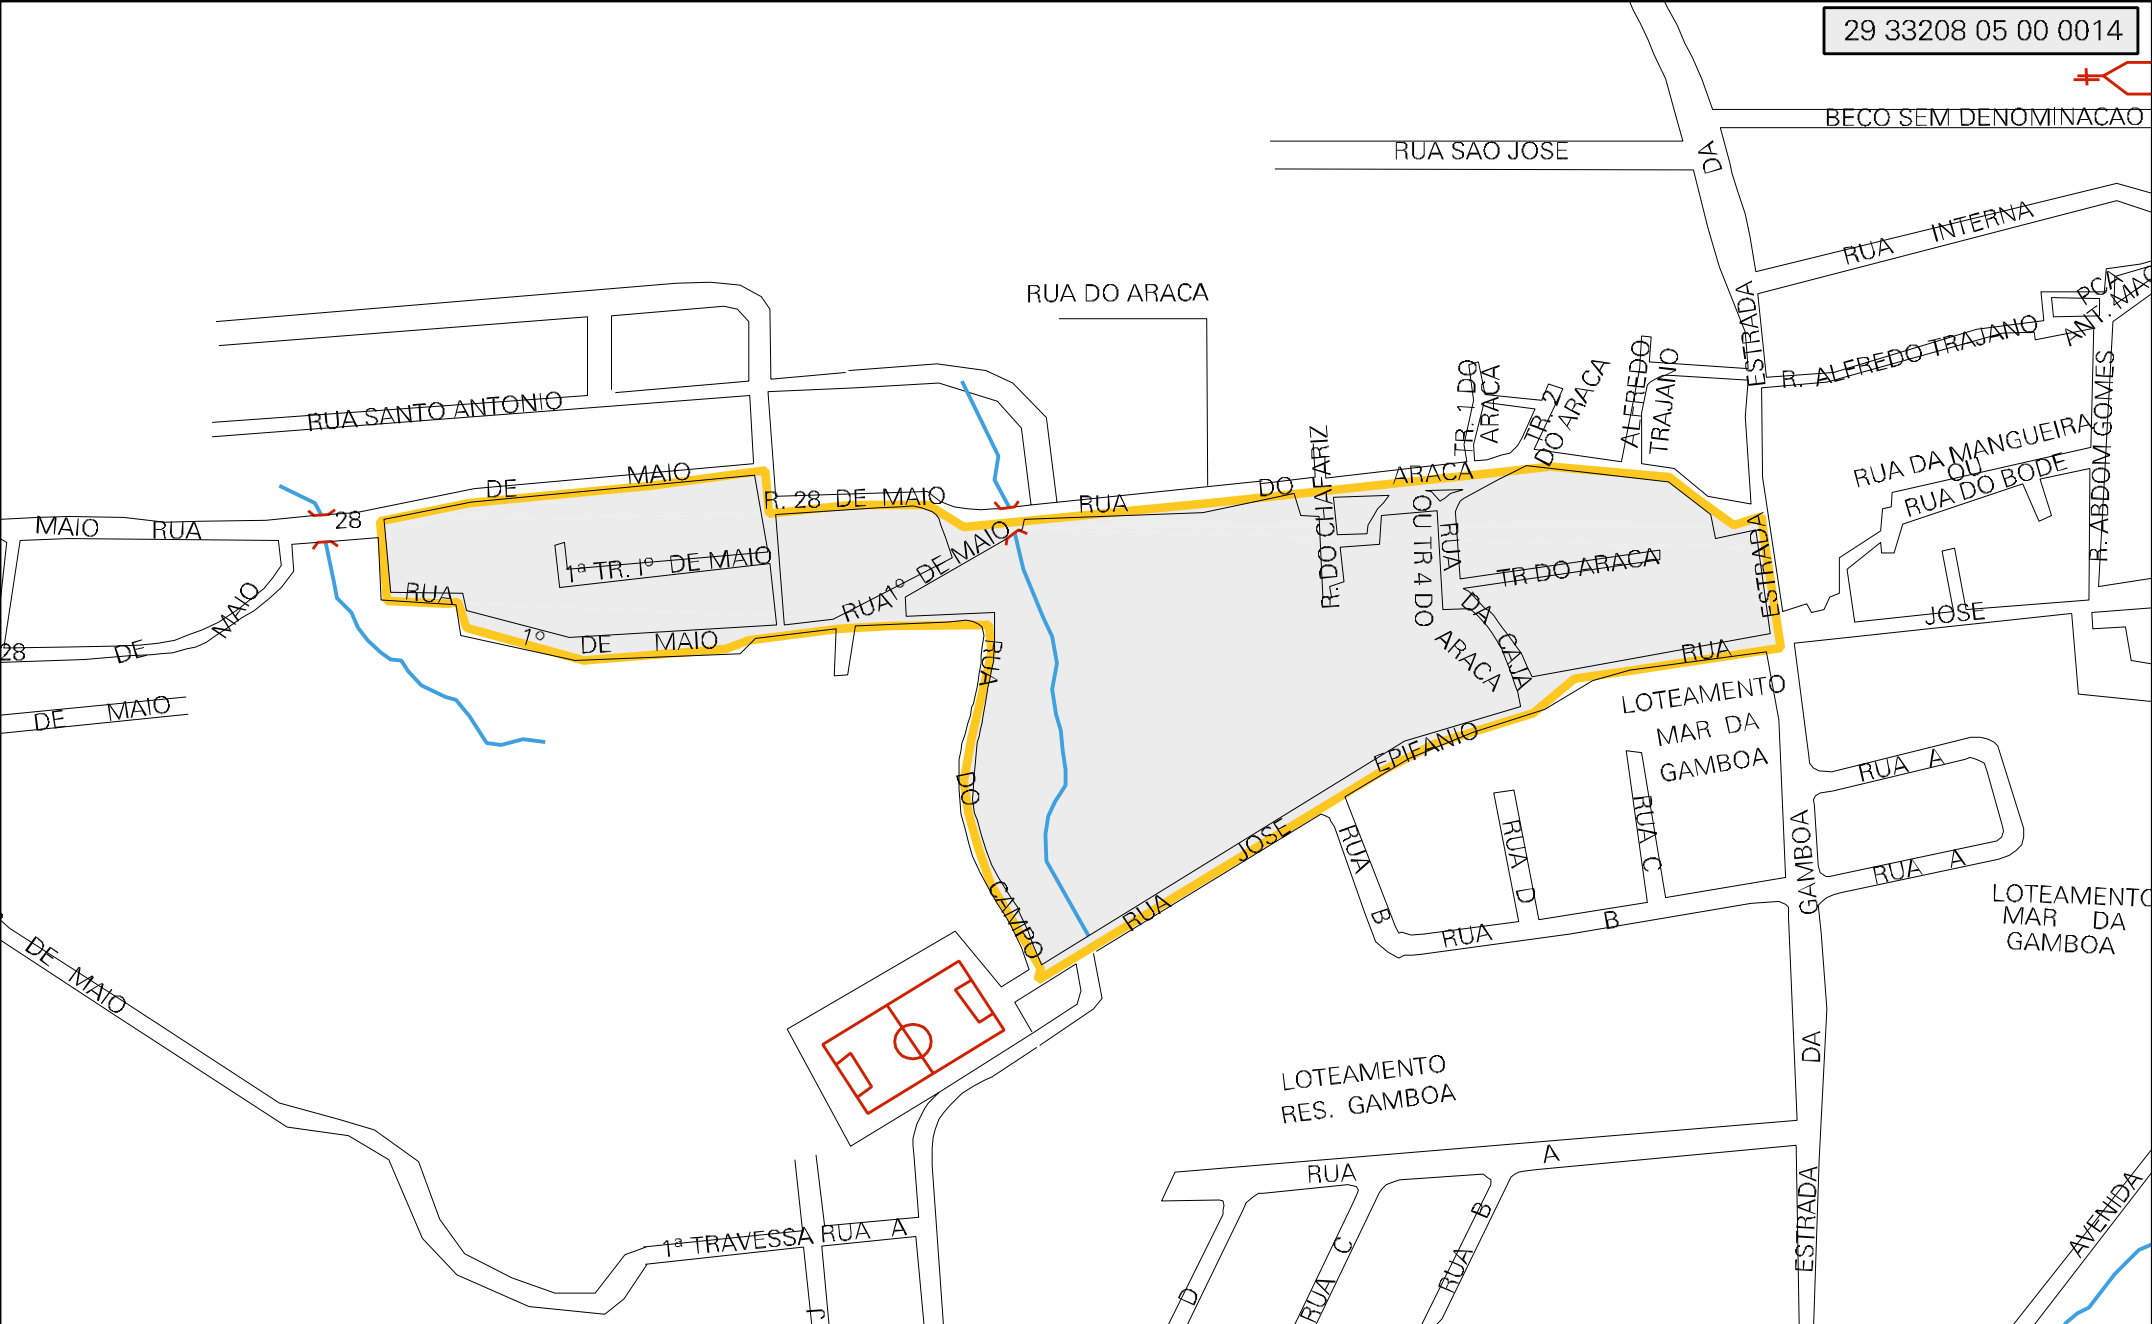 29 33208 05 00 0014
BECO SEM DENOMINACAO
RUA SAO JOSE
DA
RUA INTERNA
RUA DO ARACA
ESTRADA
PCA
ANT. MAC
R. ALFREDO TRAJANO
TR. 1 DO
ARACA
TR. 2
DO ARACA
ALFREDO
TRAJANO
R. ABDOM GOMES
RUA SANTO ANTONIO
RUA DA MANGUEIRA
OU
RUA DO BODE
MAIO RUA 28 DE MAIO
R. 28 DE MAIO
RUA DO ARACA
R. DO CHAFARIZ
OU TR 4 DO
ARACA
RUA
DA CAJA
TR DO ARACA
ESTRADA
1ª TR. Iº DE MAIO
RUA 1º DE MAIO
RUA 1º DE MAIO
28 DE MAIO
DE MAIO
RUA DO CAMPO
RUA JOSE EPIFANIO RUA JOSE
LOTEAMENTO
MAR DA
GAMBOA
RUA A
RUA A
RUA B
RUA D
RUA C
RUA B
GAMBOA
LOTEAMENTO
MAR DA
GAMBOA
DE MAIO
DA
LOTEAMENTO
RES. GAMBOA
RUA A
ESTRADA
AVENIDA
1ª TRAVESSA RUA A
J
D
RUA C
RUA B